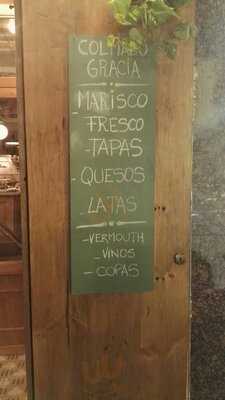 COLMADO
GRACIA
-MARISCO
FRESCO
-TAPAS
-QUESOS
-LATAS
-VERMOUTH
-VINOS
-COPAS